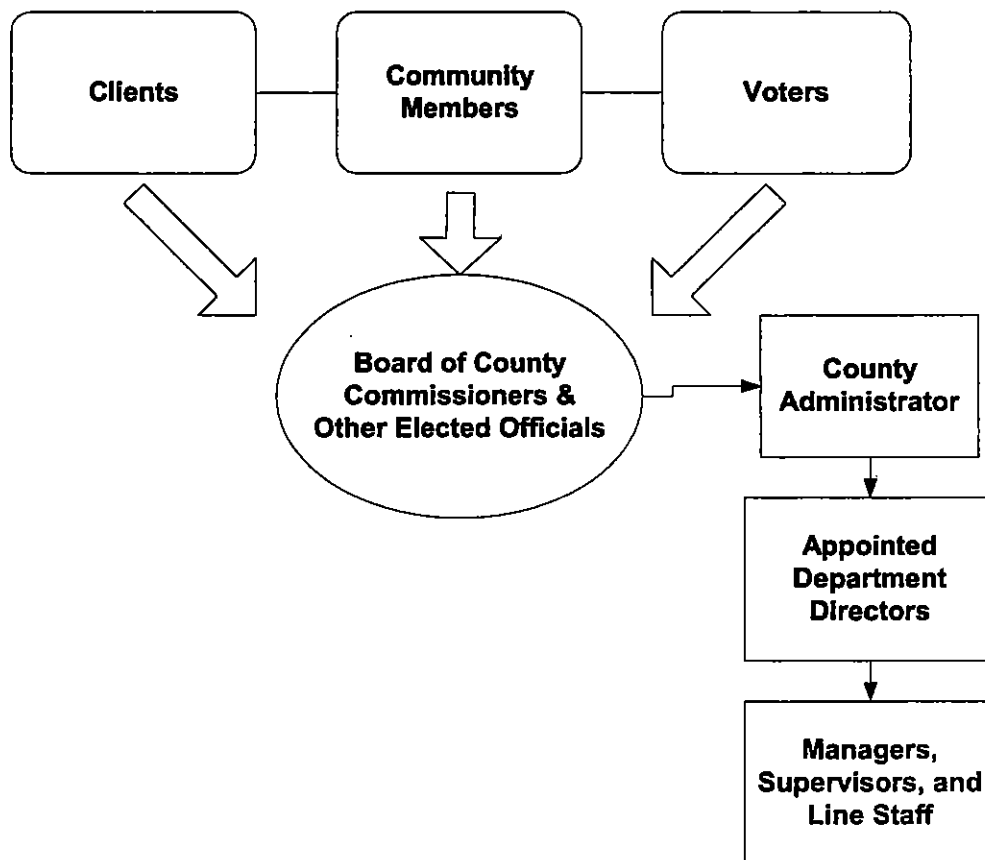 Clients
Community
Members
Voters
Board of County
Commissioners &
Other Elected Officials
County
Administrator
Appointed
Department
Directors
Managers,
Supervisors, and
Line Staff